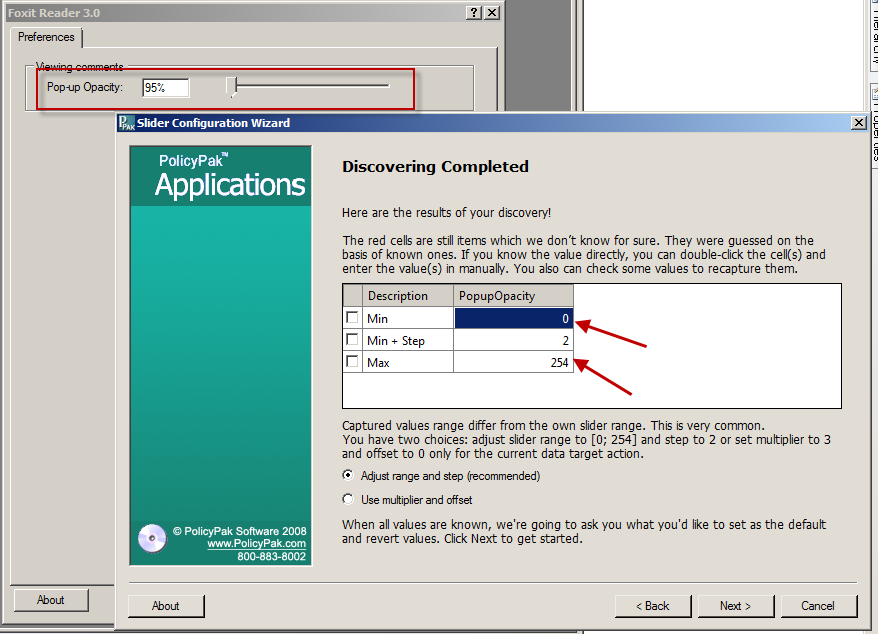 Foxit Reader 3.0
Preferences
Viewing comments
Pop-up Opacity: 95%
Slider Configuration Wizard
PolicyPak™
Applications
Discovering Completed
Here are the results of your discovery!
The red cells are still items which we don't know for sure. They were guessed on the
basis of known ones. If you know the value directly, you can double-click the cell(s) and
enter the value(s) in manually. You also can check some values to recapture them.
Description PopupOpacity
Min 0
Min + Step 2
Max 254
Captured values range differ from the own slider range. This is very common.
You have two choices: adjust slider range to [0; 254] and step to 2 or set multiplier to 3
and offset to 0 only for the current data target action.
Adjust range and step (recommended)
Use multiplier and offset
When all values are known, we're going to ask you what you'd like to set as the default
and revert values. Click Next to get started.
© PolicyPak Software 2008
www.PolicyPak.com
800-883-8002
About
About
< Back
Next >
Cancel